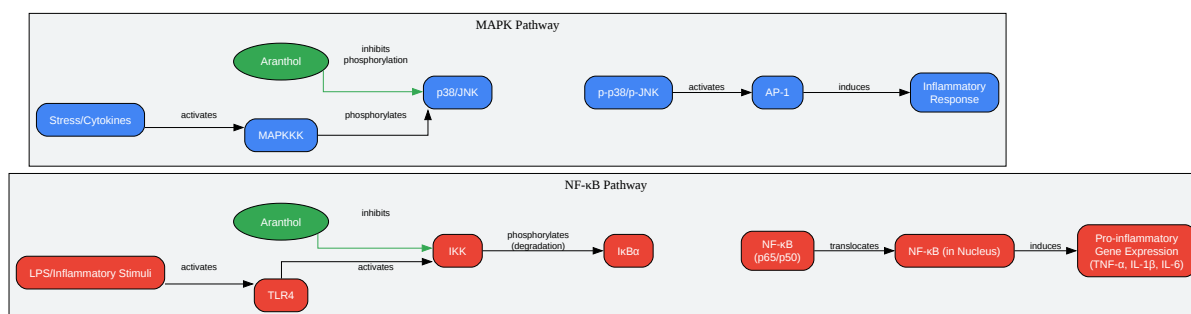 MAPK Pathway
Aranthol
inhibits
phosphorylation
p38/JNK
p-p38/p-JNK
activates
AP-1
induces
Inflammatory
Response
Stress/Cytokines
activates
MAPKKK
phosphorylates
NF-κB Pathway
Aranthol
inhibits
IKK
phosphorylates
(degradation)
IκBα
NF-κB
(p65/p50)
translocates
NF-κB (in Nucleus)
induces
Pro-inflammatory
Gene Expression
(TNF-α, IL-1β, IL-6)
LPS/Inflammatory Stimuli
activates
TLR4
activates